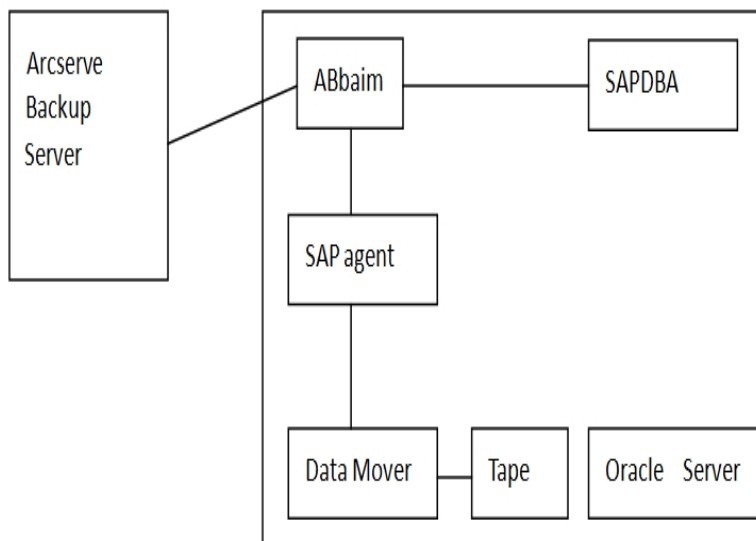 Arcserve
Backup
Server
ABbaim
SAPDBA
SAP agent
Data Mover
Tape
Oracle Server